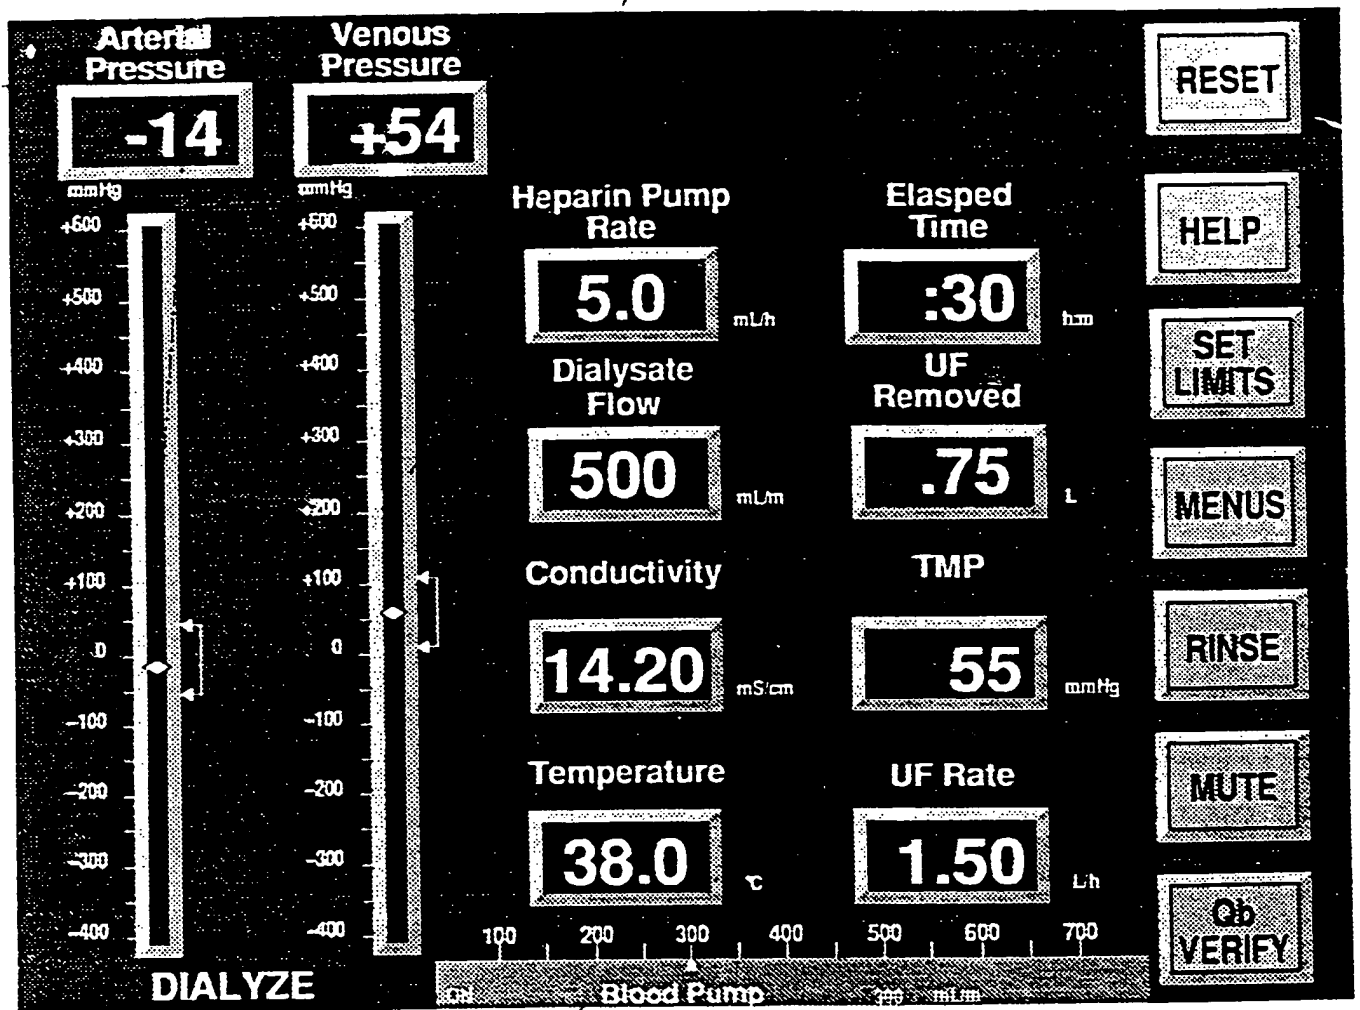 Arterial
Pressure
-14
mmHg
+600
+500
+400
+300
+200
+100
0
-100
-200
-300
-400
Venous
Pressure
+54
mmHg
+600
+500
+400
+300
+200
+100
0
-100
-200
-300
-400
DIALYZE
Heparin Pump
Rate
5.0 mL/h
Dialysate
Flow
500 mL/m
Conductivity
14.20 mS/cm
Temperature
38.0 °C
Elasped
Time
:30 h:m
UF
Removed
.75 L
TMP
55 mmHg
UF Rate
1.50 L/h
100 200 300 400 500 600 700
ON Blood Pump mL/m
RESET
HELP
SET
LIMITS
MENUS
RINSE
MUTE
Qb
VERIFY